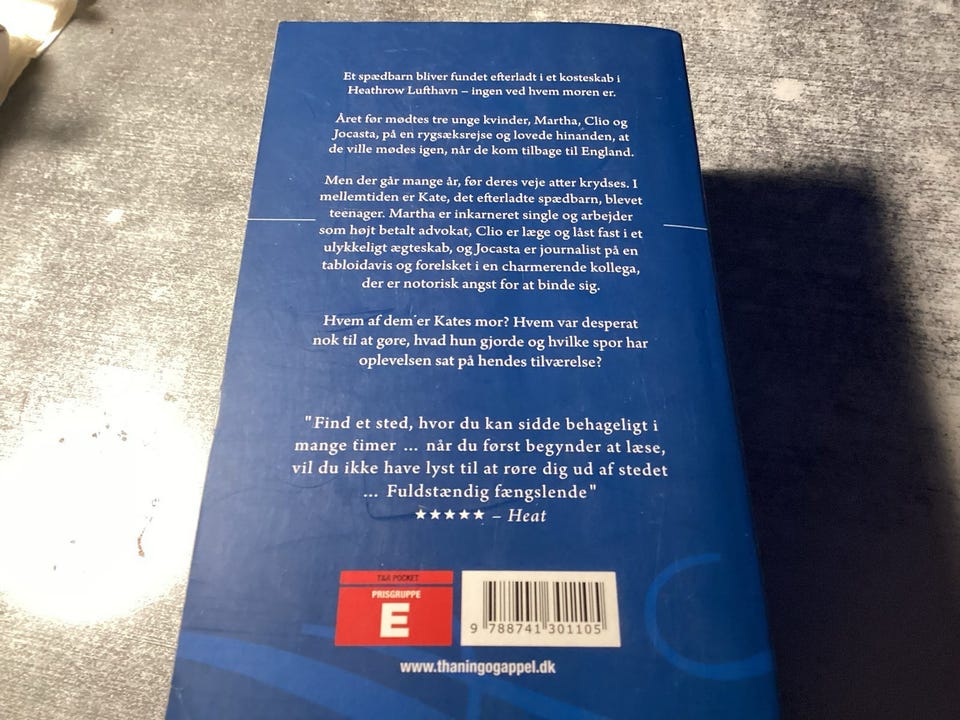 Et spædbarn bliver fundet efterladt i et kosteskab i
Heathrow Lufthavn – ingen ved hvem moren er.
Året før mødtes tre unge kvinder, Martha, Clio og
Jocasta, på en rygsæksrejse og lovede hinanden, at
de ville mødes igen, når de kom tilbage til England.
Men der går mange år, før deres veje atter krydses. I
mellemtiden er Kate, det efterladte spædbarn, blevet
teenager. Martha er inkarneret single og arbejder
som højt betalt advokat, Clio er læge og låst fast i et
ulykkeligt ægteskab, og Jocasta er journalist på en
tabloidavis og forelsket i en charmerende kollega,
der er notorisk angst for at binde sig.
Hvem af dem er Kates mor? Hvem var desperat
nok til at gøre, hvad hun gjorde og hvilke spor har
oplevelsen sat på hendes tilværelse?
"Find et sted, hvor du kan sidde behageligt i
mange timer ... når du først begynder at læse,
vil du ikke have lyst til at røre dig ud af stedet
... Fuldstændig fængslende"
★★★★★ – Heat
T&A POCKET
PRISGRUPPE
E
9 788741 301105
www.thaningogappel.dk